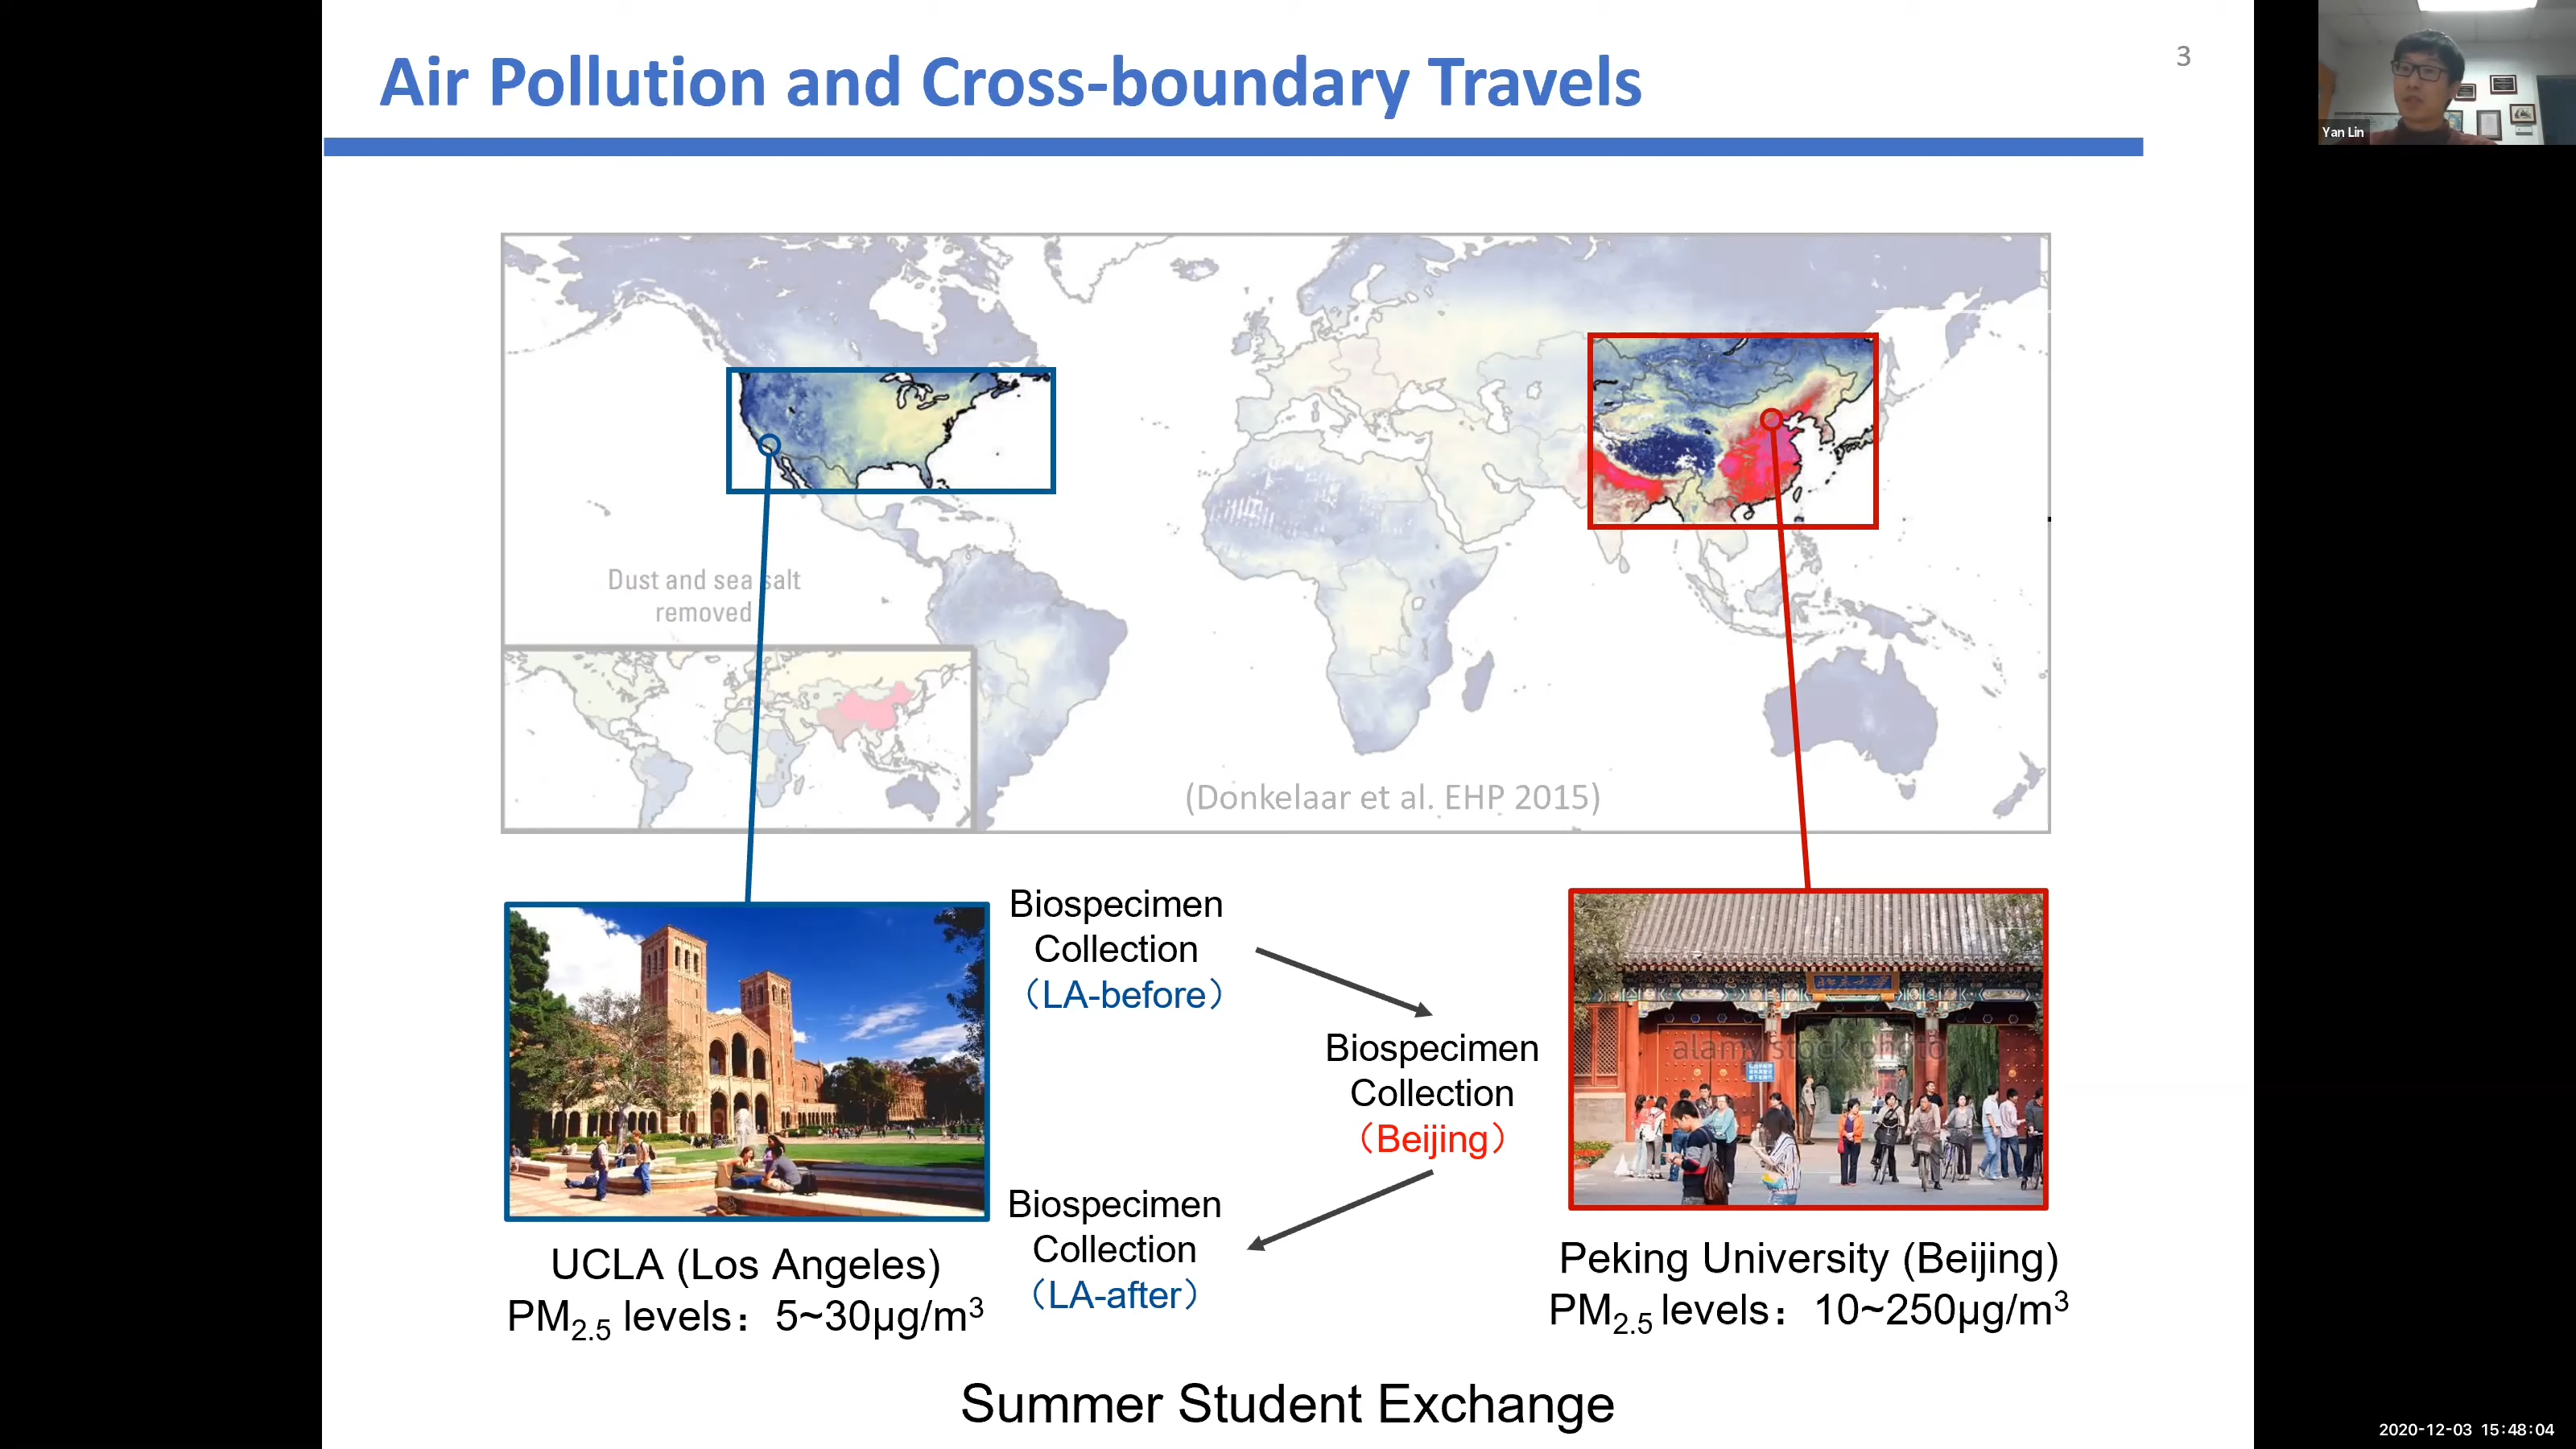 Air Pollution and Cross-boundary Travels
3
Yan Lin
Dust and sea salt
removed
(Donkelaar et al. EHP 2015)
Biospecimen
Collection
（LA-before）
Biospecimen
Collection
（Beijing）
Biospecimen
Collection
（LA-after）
alamy stock photo
UCLA (Los Angeles)
PM2.5 levels：5~30µg/m3
Peking University (Beijing)
PM2.5 levels：10~250µg/m3
Summer Student Exchange
2020-12-03 15:48:04